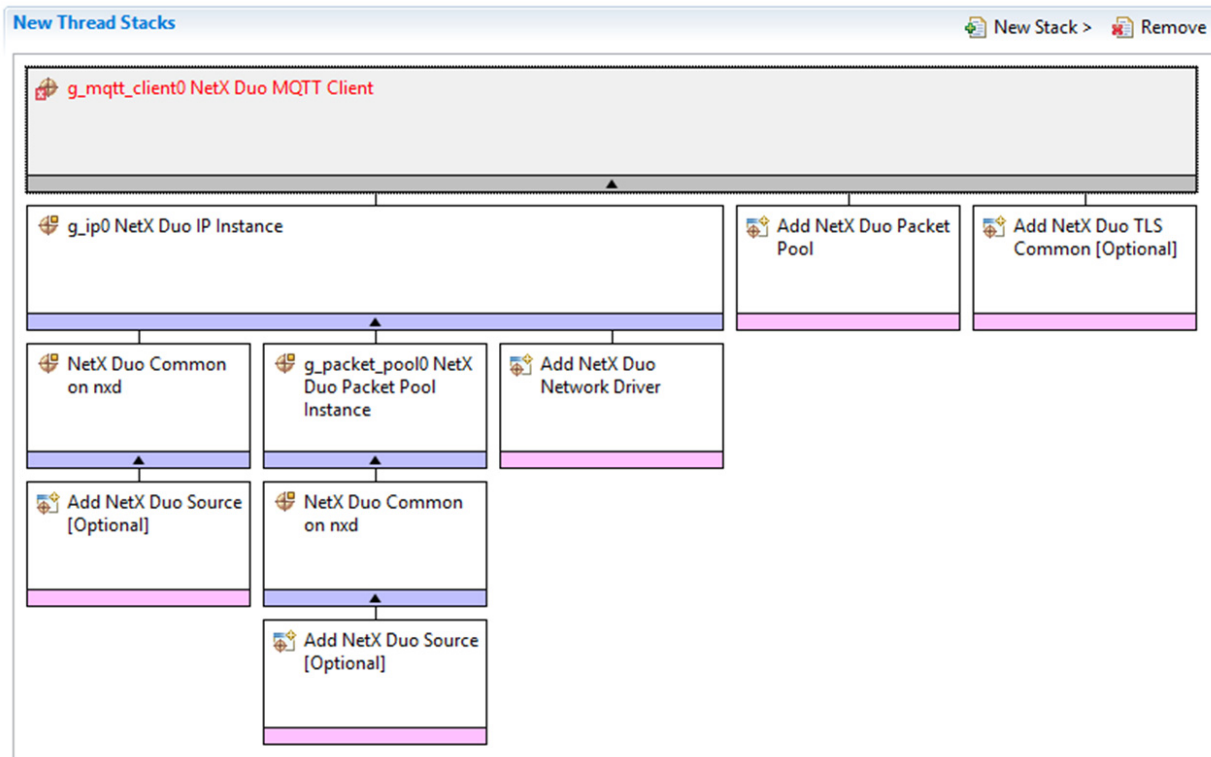 New Thread Stacks
New Stack >
Remove
g_mqtt_client0 NetX Duo MQTT Client
g_ip0 NetX Duo IP Instance
Add NetX Duo Packet
Pool
Add NetX Duo TLS
Common [Optional]
NetX Duo Common
on nxd
g_packet_pool0 NetX
Duo Packet Pool
Instance
Add NetX Duo
Network Driver
Add NetX Duo Source
[Optional]
NetX Duo Common
on nxd
Add NetX Duo Source
[Optional]